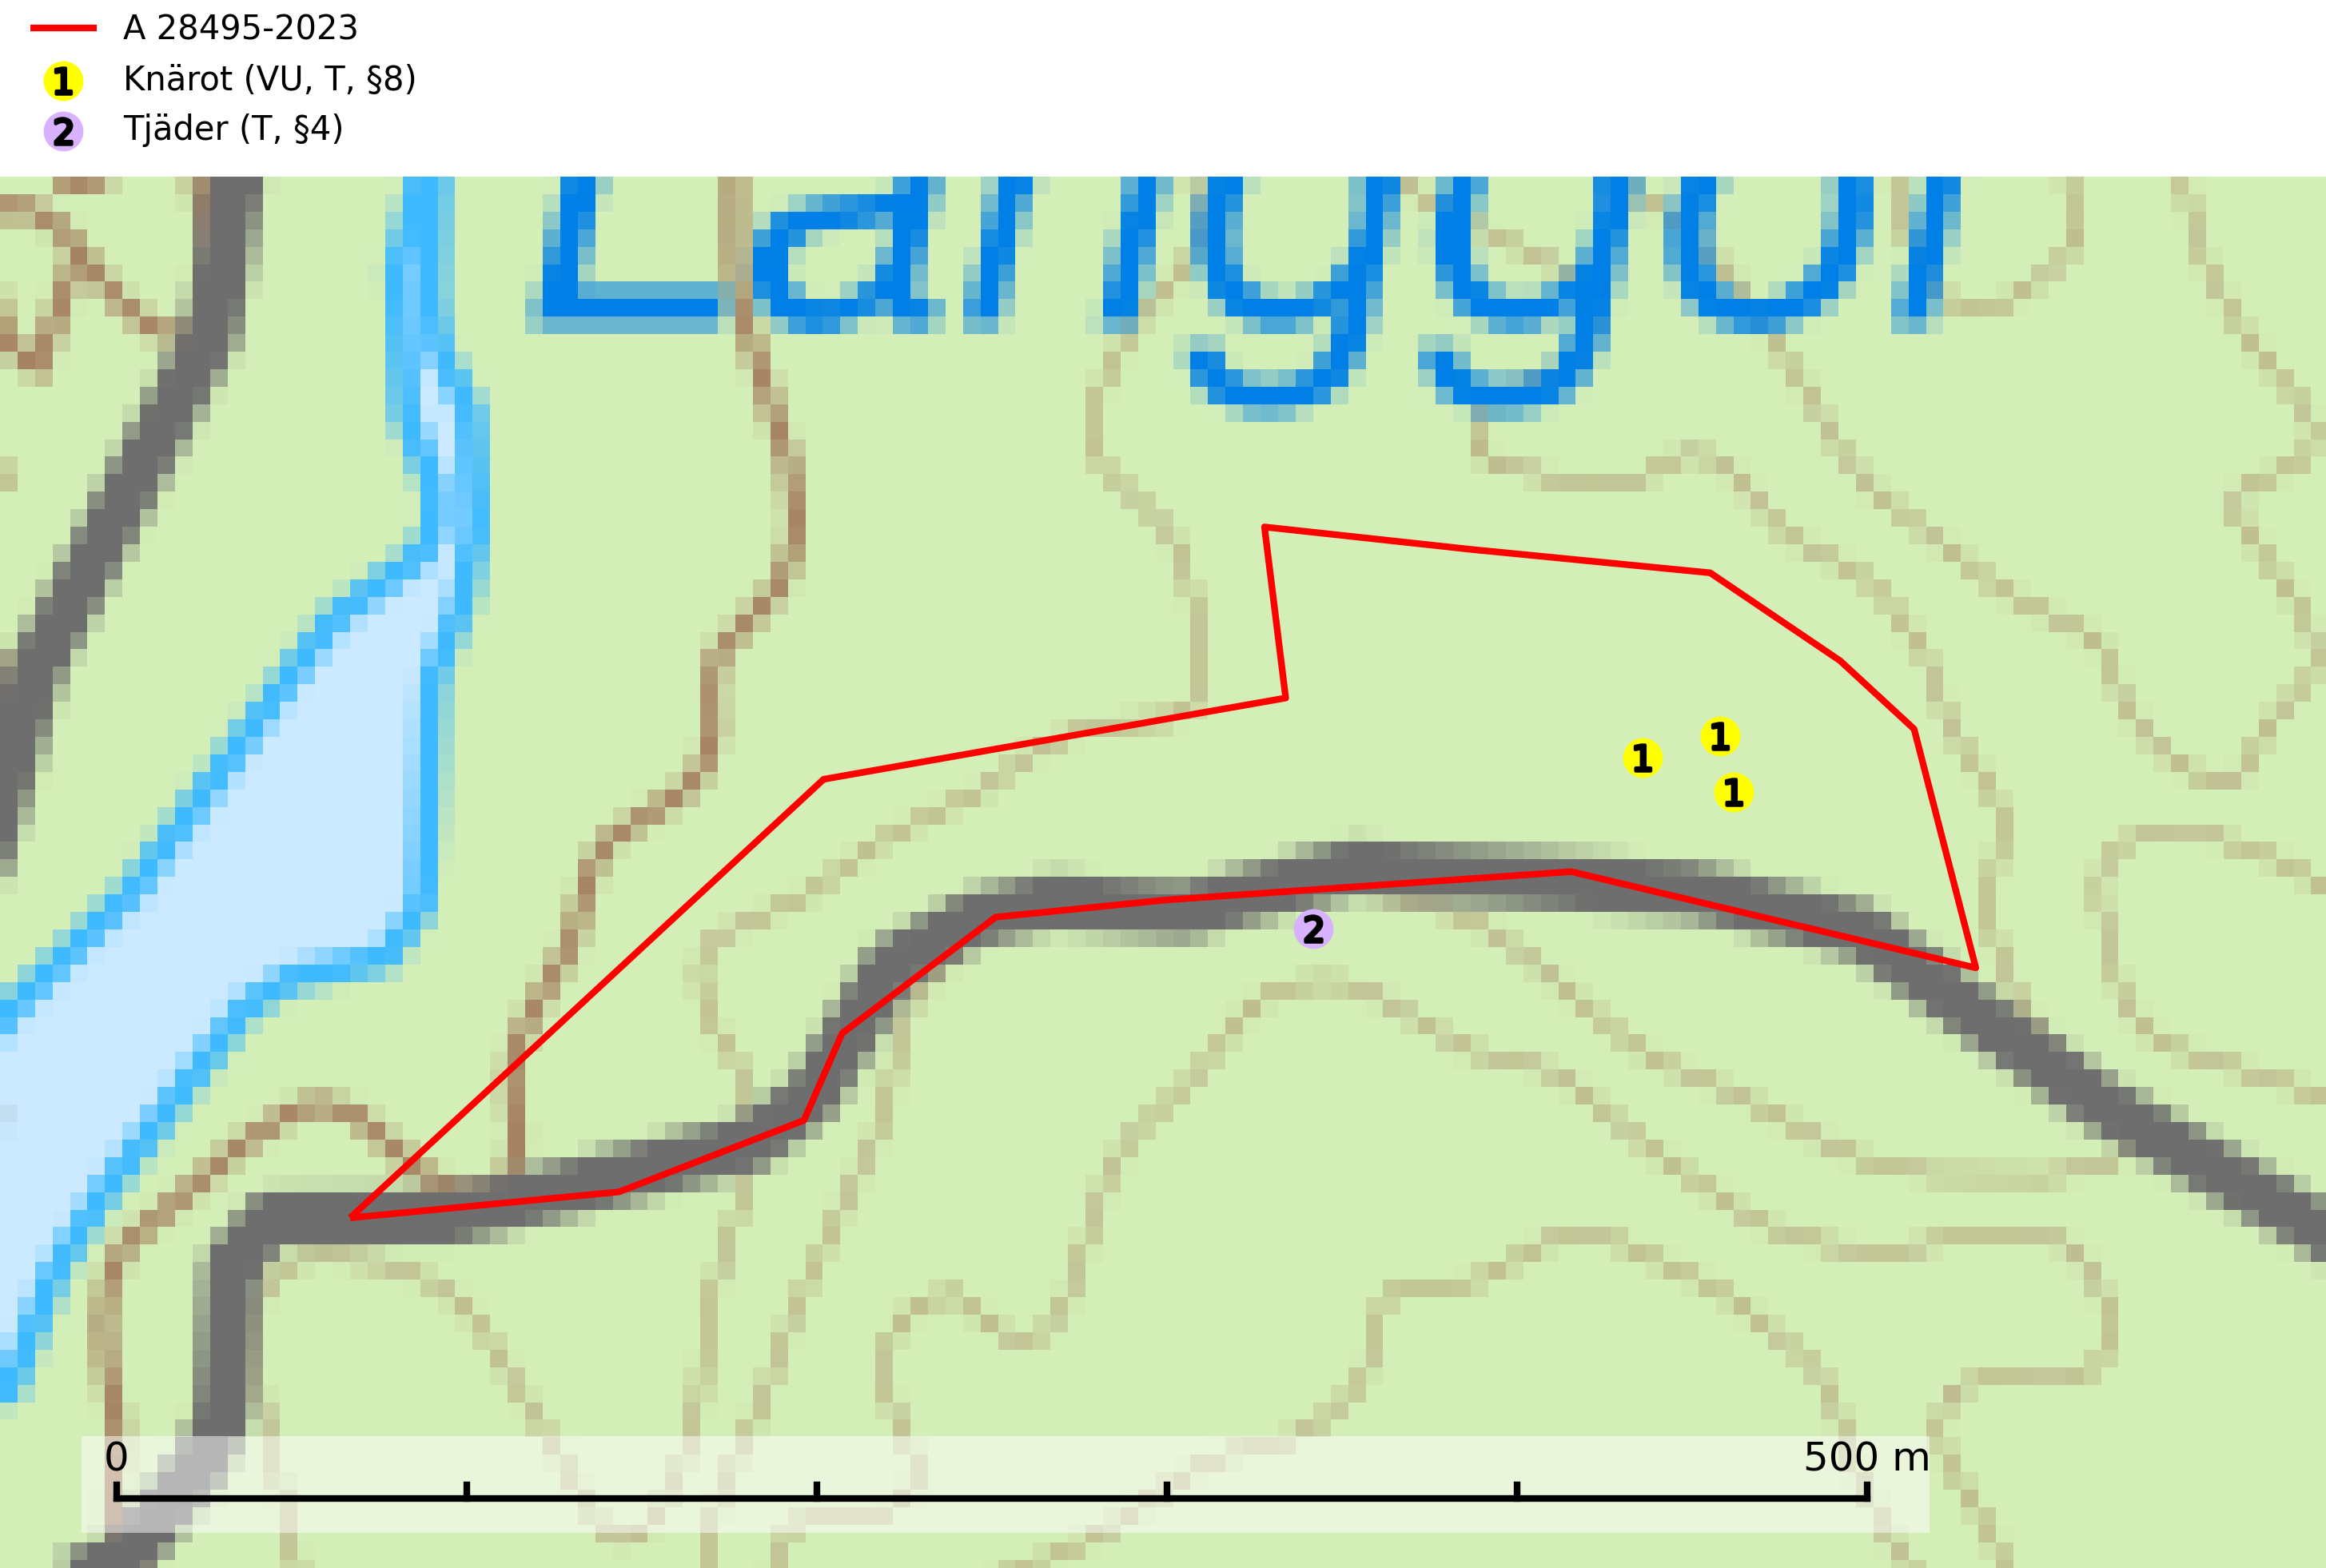 A 28495-2023
1 Knärot (VU, T, §8)
2 Tjäder (T, §4)
1
1
1
2
0 500 m